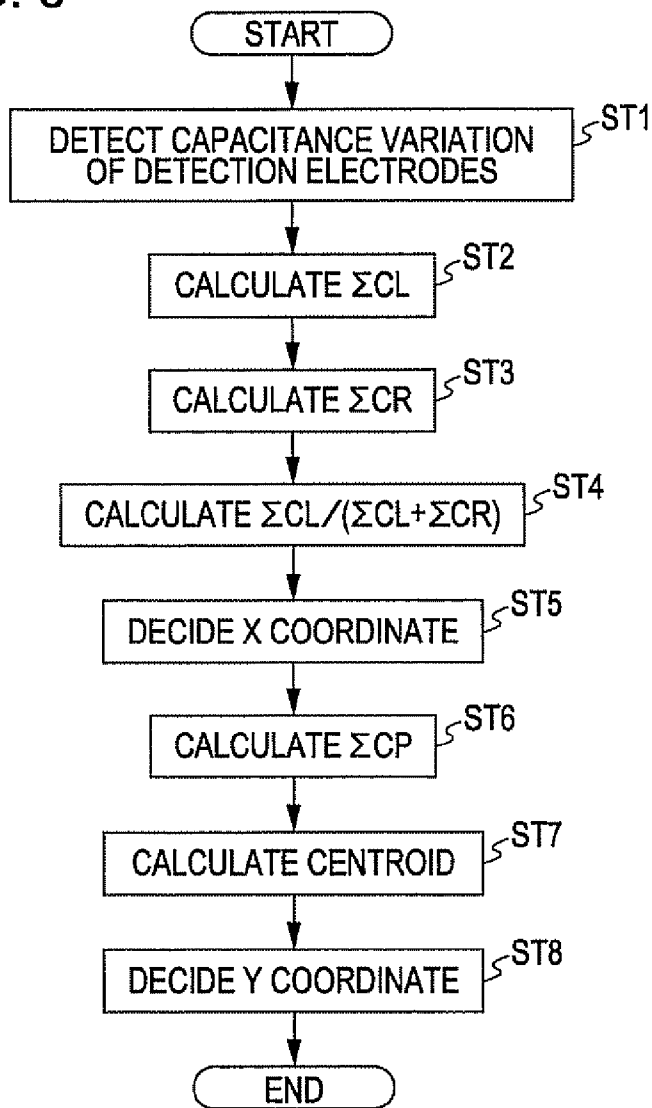 START
ST1
DETECT CAPACITANCE VARIATION
OF DETECTION ELECTRODES
ST2
CALCULATE ΣCL
ST3
CALCULATE ΣCR
ST4
CALCULATE ΣCL/(ΣCL+ΣCR)
ST5
DECIDE X COORDINATE
ST6
CALCULATE ΣCP
ST7
CALCULATE CENTROID
ST8
DECIDE Y COORDINATE
END